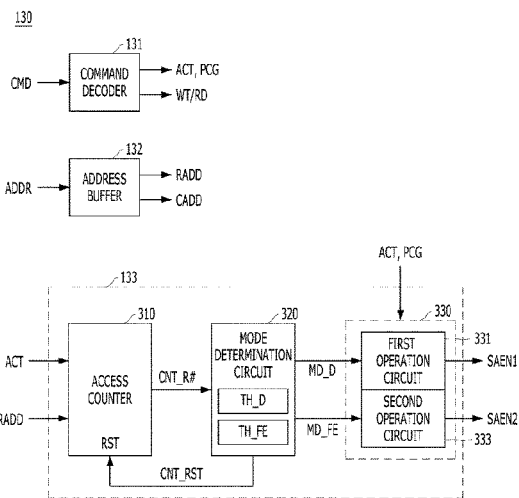 130
131
CMD
COMMAND
DECODER
ACT, PCG
WT/RD
132
ADDR
ADDRESS
BUFFER
RADD
CADD
ACT, PCG
133
310
320
330
331
ACT
RADD
ACCESS
COUNTER
RST
CNT_R#
MODE
DETERMINATION
CIRCUIT
TH_D
TH_FE
MD_D
MD_FE
FIRST
OPERATION
CIRCUIT
SAEN1
SECOND
OPERATION
CIRCUIT
SAEN2
333
CNT_RST